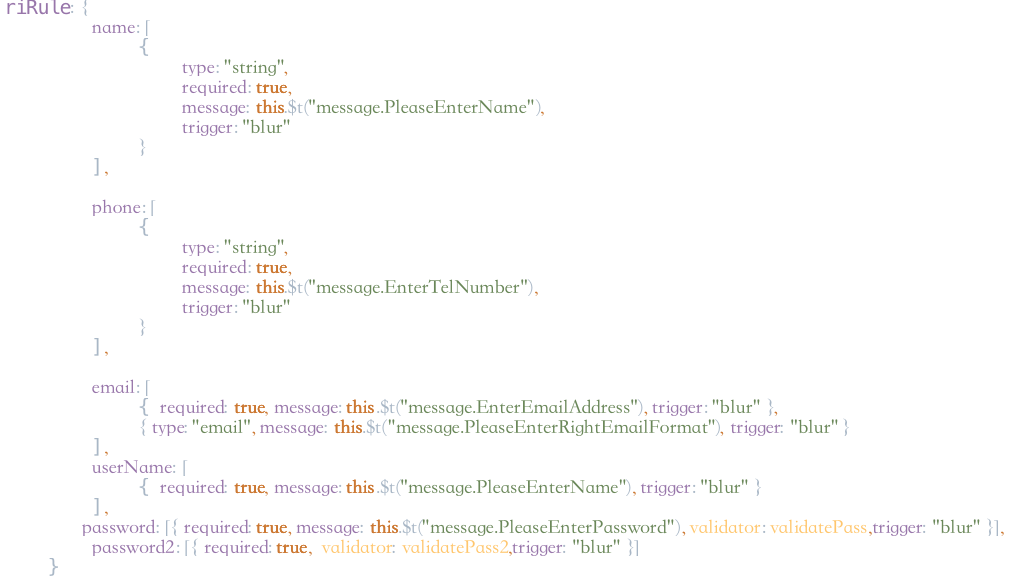 riRule: {
name: [
{
type: "string",
required: true,
message: this.$t("message.PleaseEnterName"),
trigger: "blur"
}
],
phone: [
{
type: "string",
required: true,
message: this.$t("message.EnterTelNumber"),
trigger: "blur"
}
],
email: [
{ required: true, message: this.$t("message.EnterEmailAddress"), trigger: "blur" },
{ type: "email", message: this.$t("message.PleaseEnterRightEmailFormat"), trigger: "blur" }
],
userName: [
{ required: true, message: this.$t("message.PleaseEnterName"), trigger: "blur" }
],
password: [{ required: true, message: this.$t("message.PleaseEnterPassword"), validator: validatePass,trigger: "blur" }],
password2: [{ required: true, validator: validatePass2,trigger: "blur" }]
}